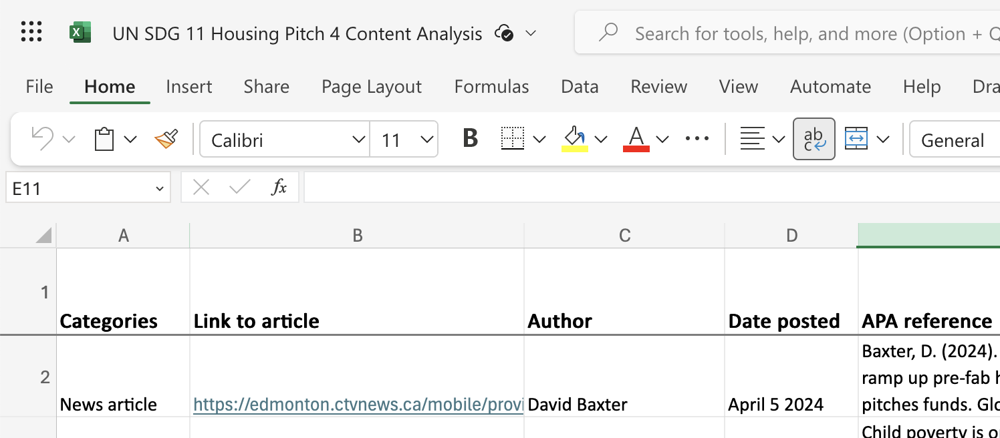 UN SDG 11 Housing Pitch 4 Content Analysis
Search for tools, help, and more (Option + Q
File Home Insert Share Page Layout Formulas Data Review View Automate Help Dra
Calibri 11 B A ab c General
E11 fx
A B C D
1 Categories Link to article Author Date posted APA reference
Baxter, D. (2024).
2 ramp up pre-fab h
News article https://edmonton.ctvnews.ca/mobile/provi David Baxter April 5 2024 pitches funds. Glo
Child poverty is o